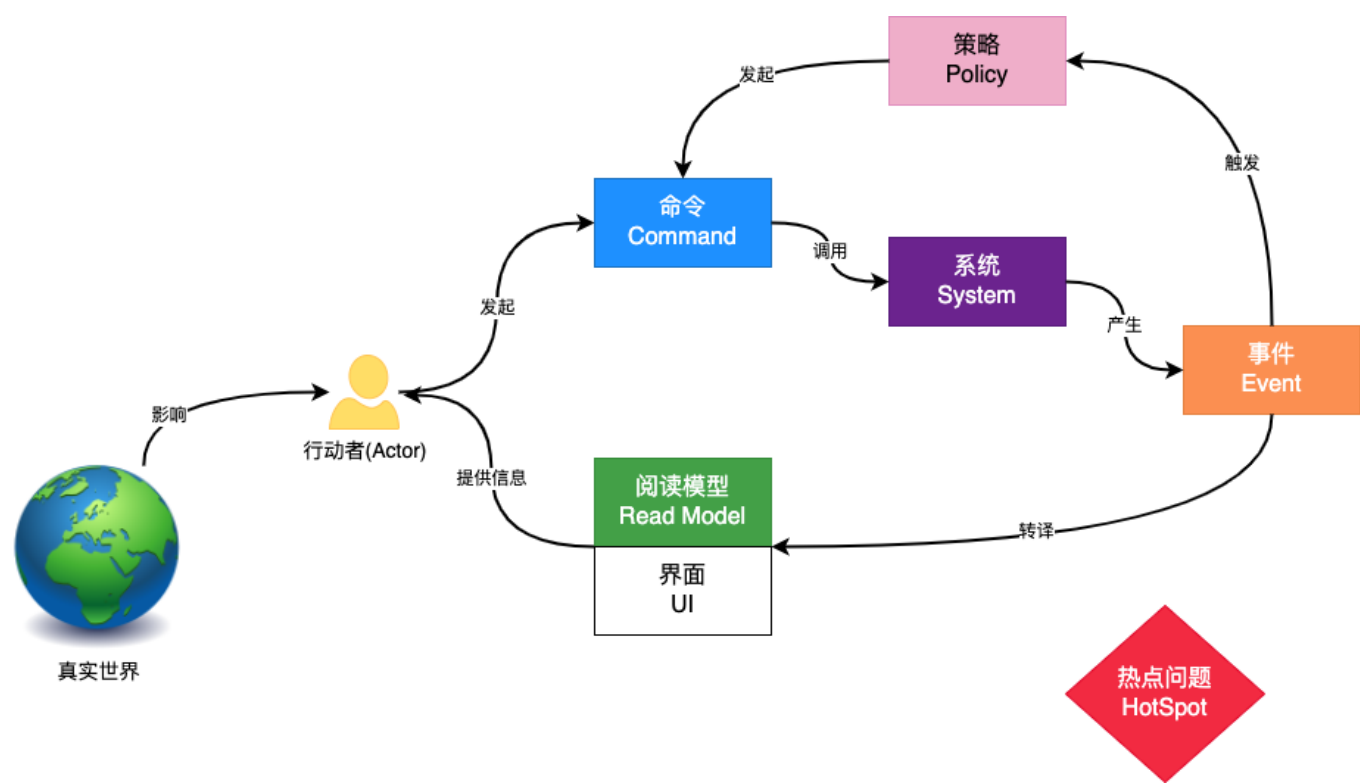 策略
Policy
发起
触发
命令
Command
调用
系统
System
发起
产生
事件
Event
影响
行动者(Actor)
提供信息
阅读模型
Read Model
转译
界面
UI
真实世界
热点问题
HotSpot